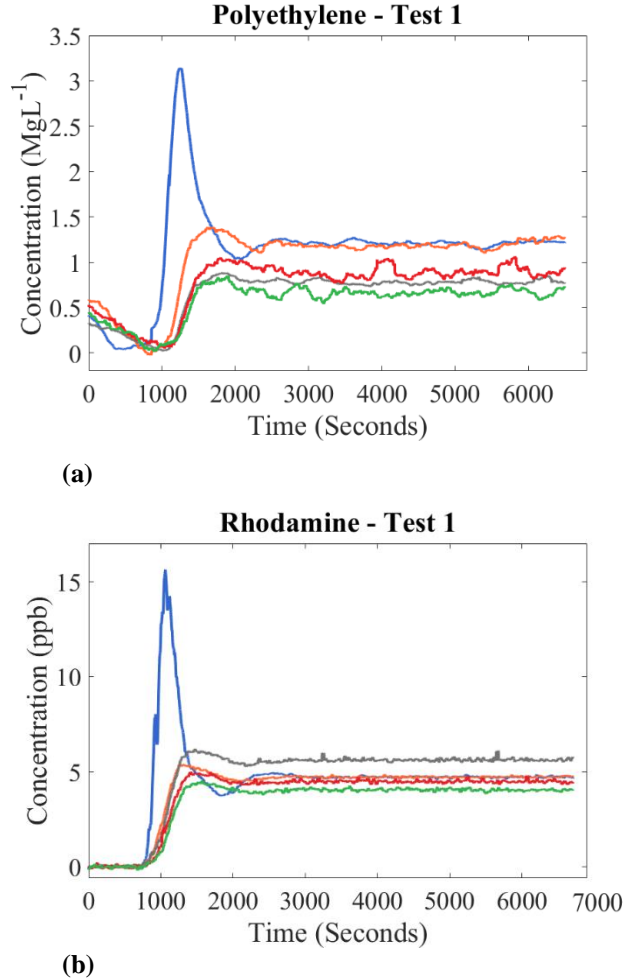 Polyethylene - Test 1
3.5
3
2.5
2
1.5
1
0.5
0
Concentration (MgL⁻¹)
0 1000 2000 3000 4000 5000 6000
Time (Seconds)
(a)
Rhodamine - Test 1
15
10
5
0
Concentration (ppb)
0 1000 2000 3000 4000 5000 6000 7000
Time (Seconds)
(b)